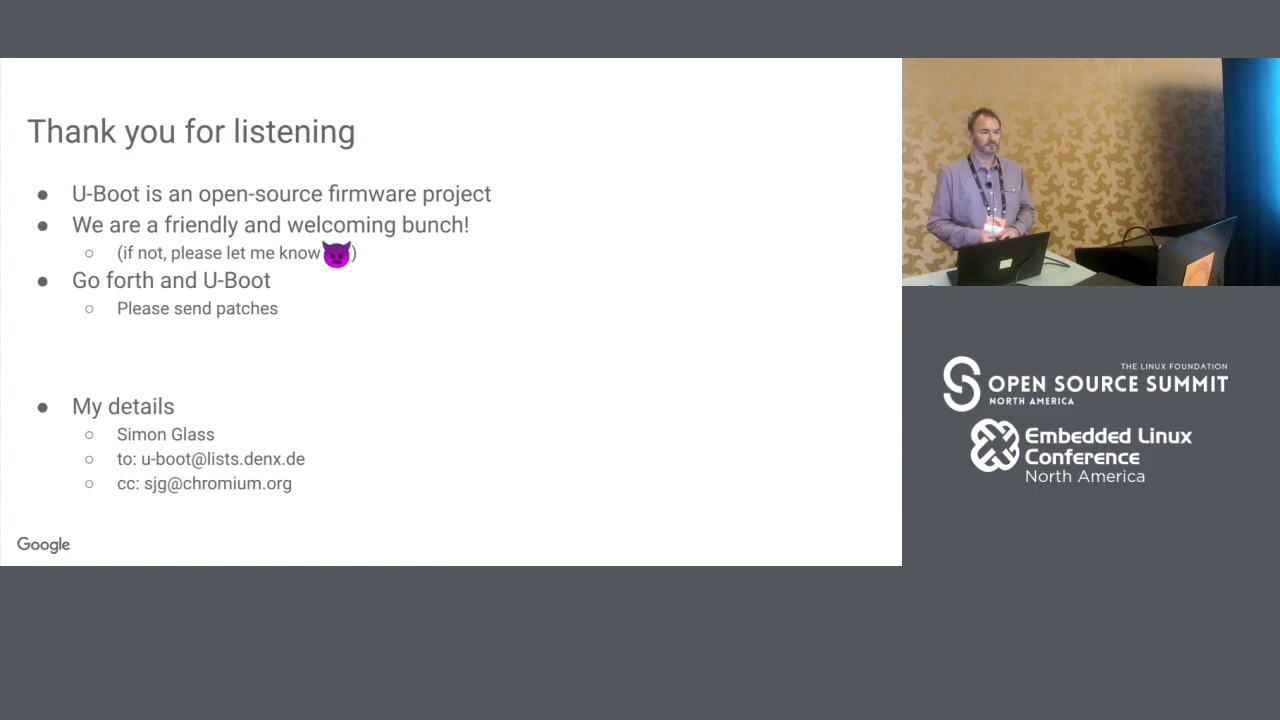 Thank you for listening
● U-Boot is an open-source firmware project
● We are a friendly and welcoming bunch!
○ (if not, please let me know😈)
● Go forth and U-Boot
○ Please send patches
● My details
○ Simon Glass
○ to: u-boot@lists.denx.de
○ cc: sjg@chromium.org
Google
THE LINUX FOUNDATION
OPEN SOURCE SUMMIT
NORTH AMERICA
Embedded Linux
Conference
North America